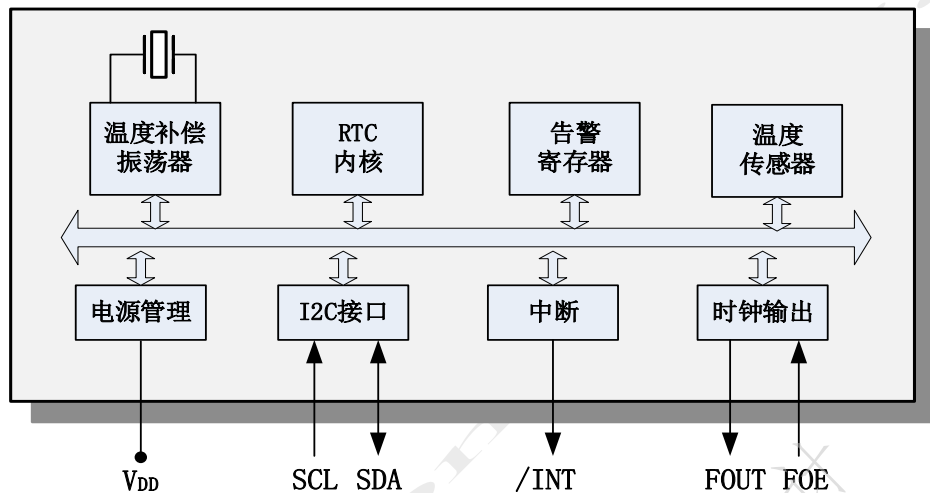 温度补偿
振荡器
RTC
内核
告警
寄存器
温度
传感器
电源管理
I2C接口
中断
时钟输出
VDD
SCL
SDA
/INT
FOUT
FOE